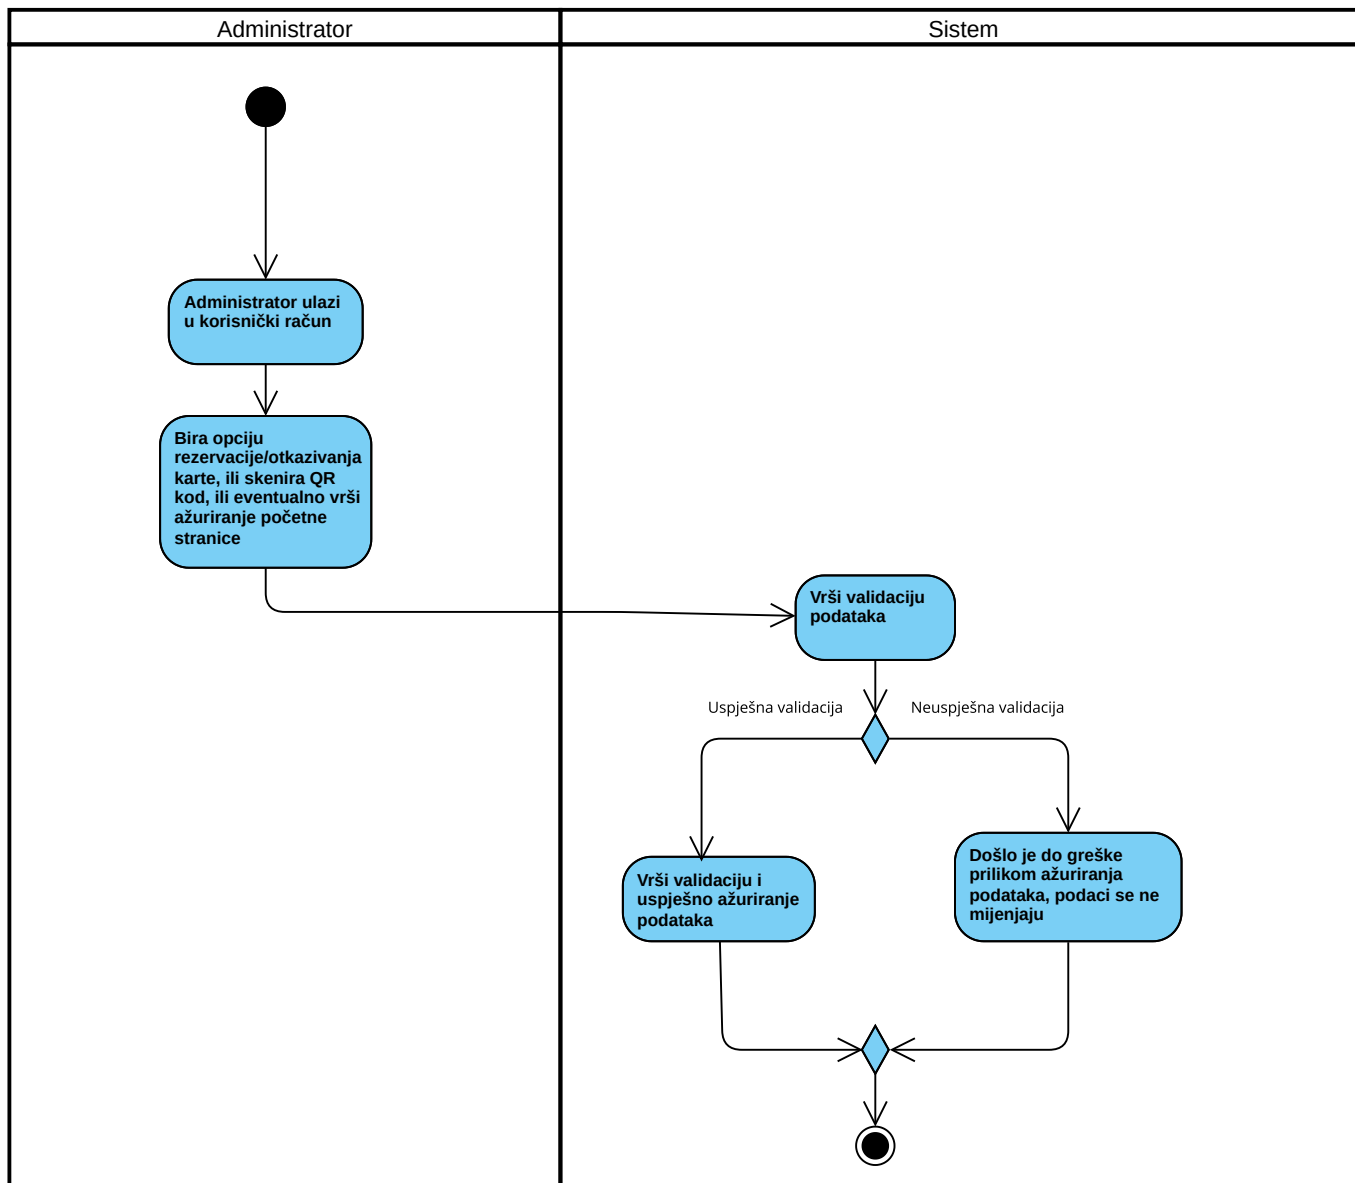 Administrator
Sistem
Administrator ulazi
u korisnički račun
Bira opciju
rezervacije/otkazivanja
karte, ili skenira QR
kod, ili eventualno vrši
ažuriranje početne
stranice
Vrši validaciju
podataka
Uspješna validacija
Neuspješna validacija
Vrši validaciju i
uspješno ažuriranje
podataka
Došlo je do greške
prilikom ažuriranja
podataka, podaci se ne
mijenjaju